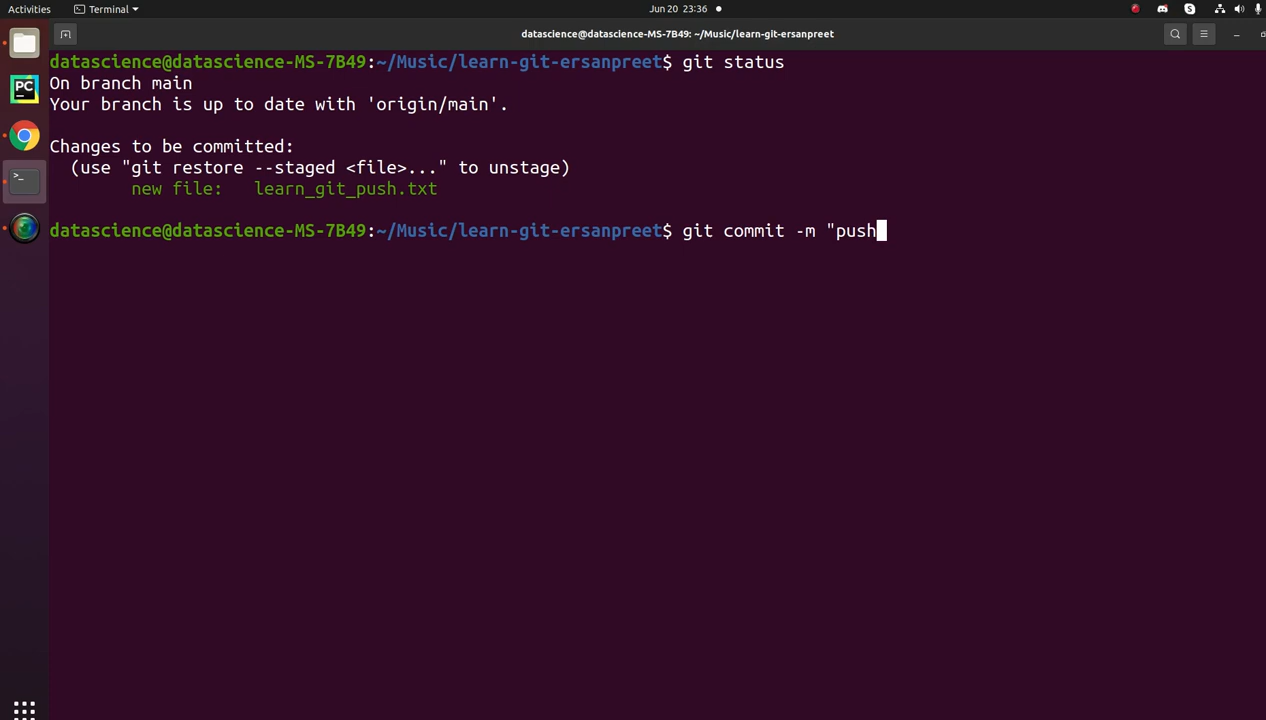 Activities
Terminal
Jun 20 23:36
datascience@datascience-MS-7B49: ~/Music/learn-git-ersanpreet
datascience@datascience-MS-7B49:~/Music/learn-git-ersanpreet$ git status
On branch main
Your branch is up to date with 'origin/main'.
Changes to be committed:
(use "git restore --staged <file>..." to unstage)
new file: learn_git_push.txt
datascience@datascience-MS-7B49:~/Music/learn-git-ersanpreet$ git commit -m "push
PC
>_